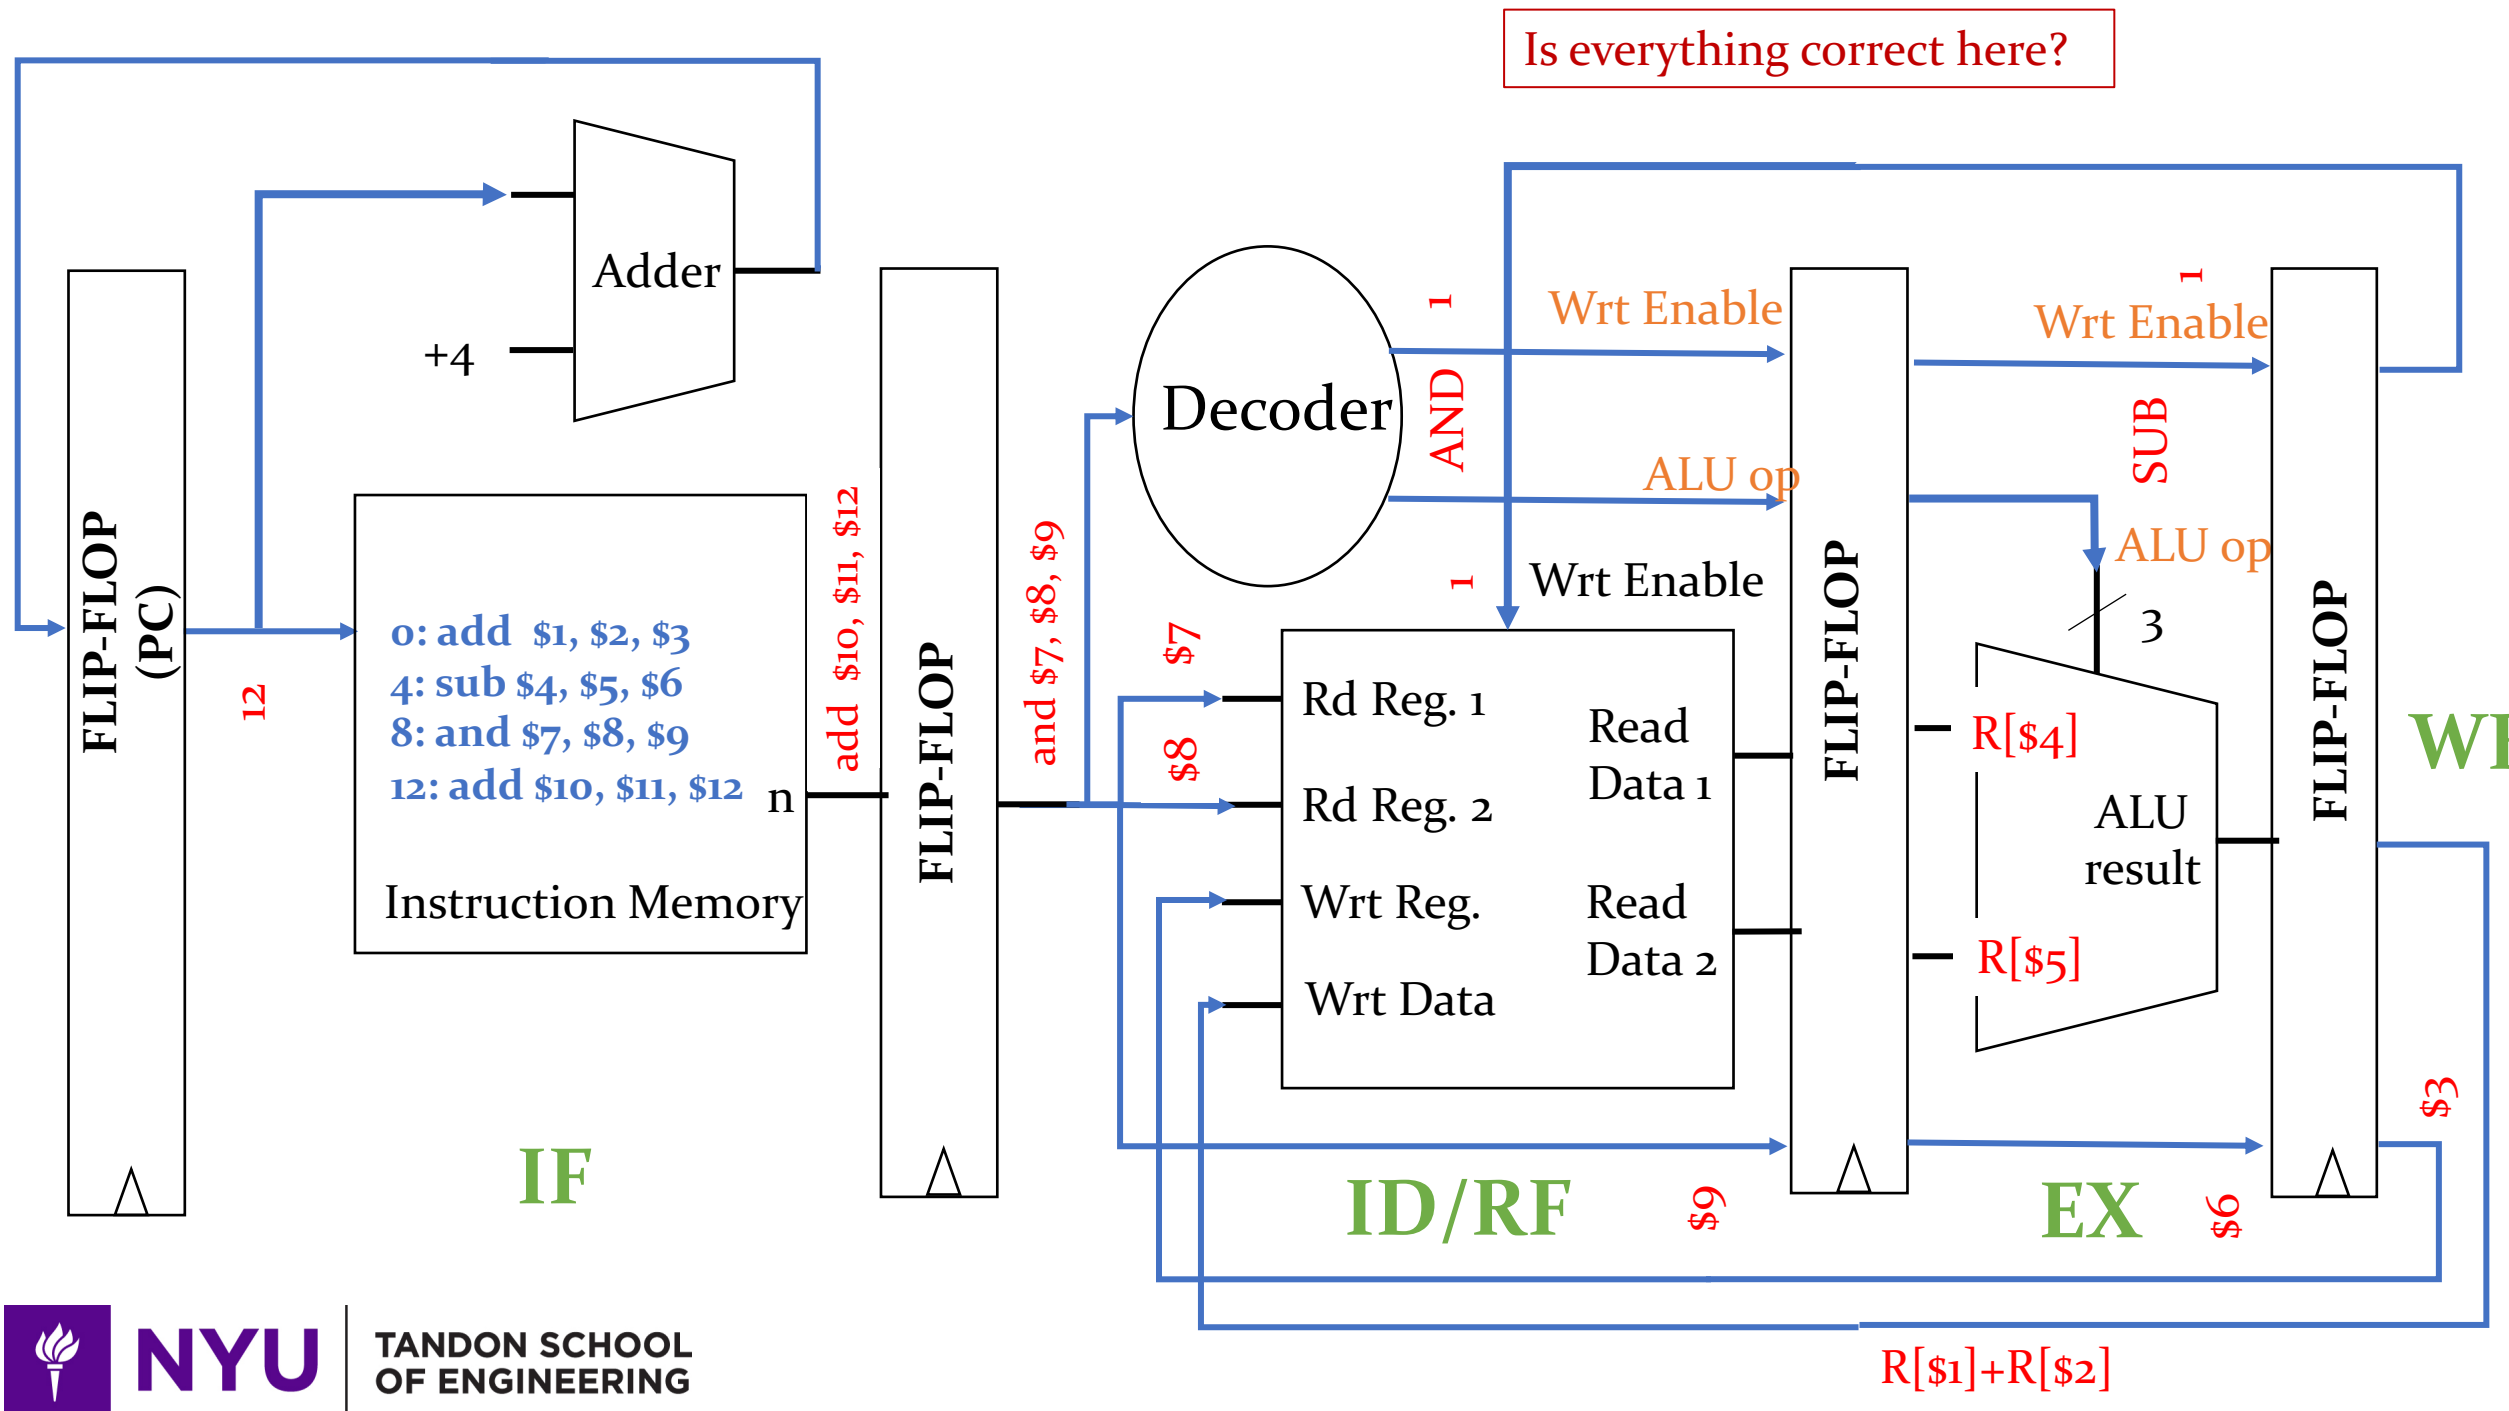 Is everything correct here?
Adder
+4
FLIP-FLOP
(PC)
12
0: add $1, $2, $3
4: sub $4, $5, $6
8: and $7, $8, $9
12: add $10, $11, $12
n
Instruction Memory
IF
add $10, $11, $12
FLIP-FLOP
and $7, $8, $9
Decoder
1
Wrt Enable
AND
ALU op
1
Wrt Enable
$7
$8
Rd Reg. 1
Rd Reg. 2
Wrt Reg.
Wrt Data
Read
Data 1
Read
Data 2
ID/RF
$9
FLIP-FLOP
1
Wrt Enable
SUB
ALU op
3
R[$4]
R[$5]
ALU
result
EX
$6
FLIP-FLOP
$3
R[$1]+R[$2]
NYU
TANDON SCHOOL
OF ENGINEERING